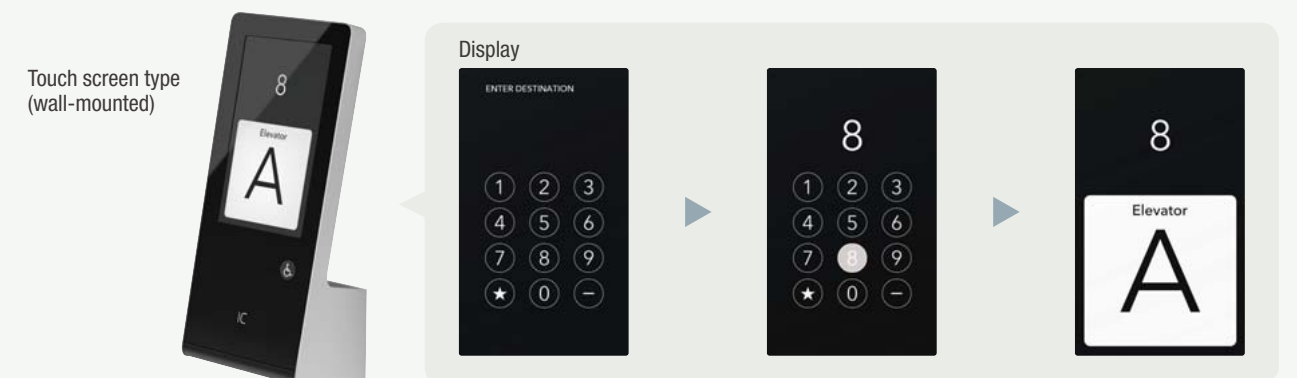 Touch screen type
(wall-mounted)
8
Elevator
A
IC
Display
ENTER DESTINATION
1 2 3
4 5 6
7 8 9
★ 0 −
8
1 2 3
4 5 6
7 8 9
★ 0 −
8
Elevator
A